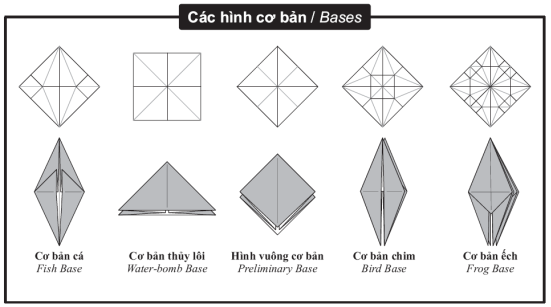 Các hình cơ bản / Bases
Cơ bản cá
Fish Base
Cơ bản thủy lôi
Water-bomb Base
Hình vuông cơ bản
Preliminary Base
Cơ bản chim
Bird Base
Cơ bản ếch
Frog Base